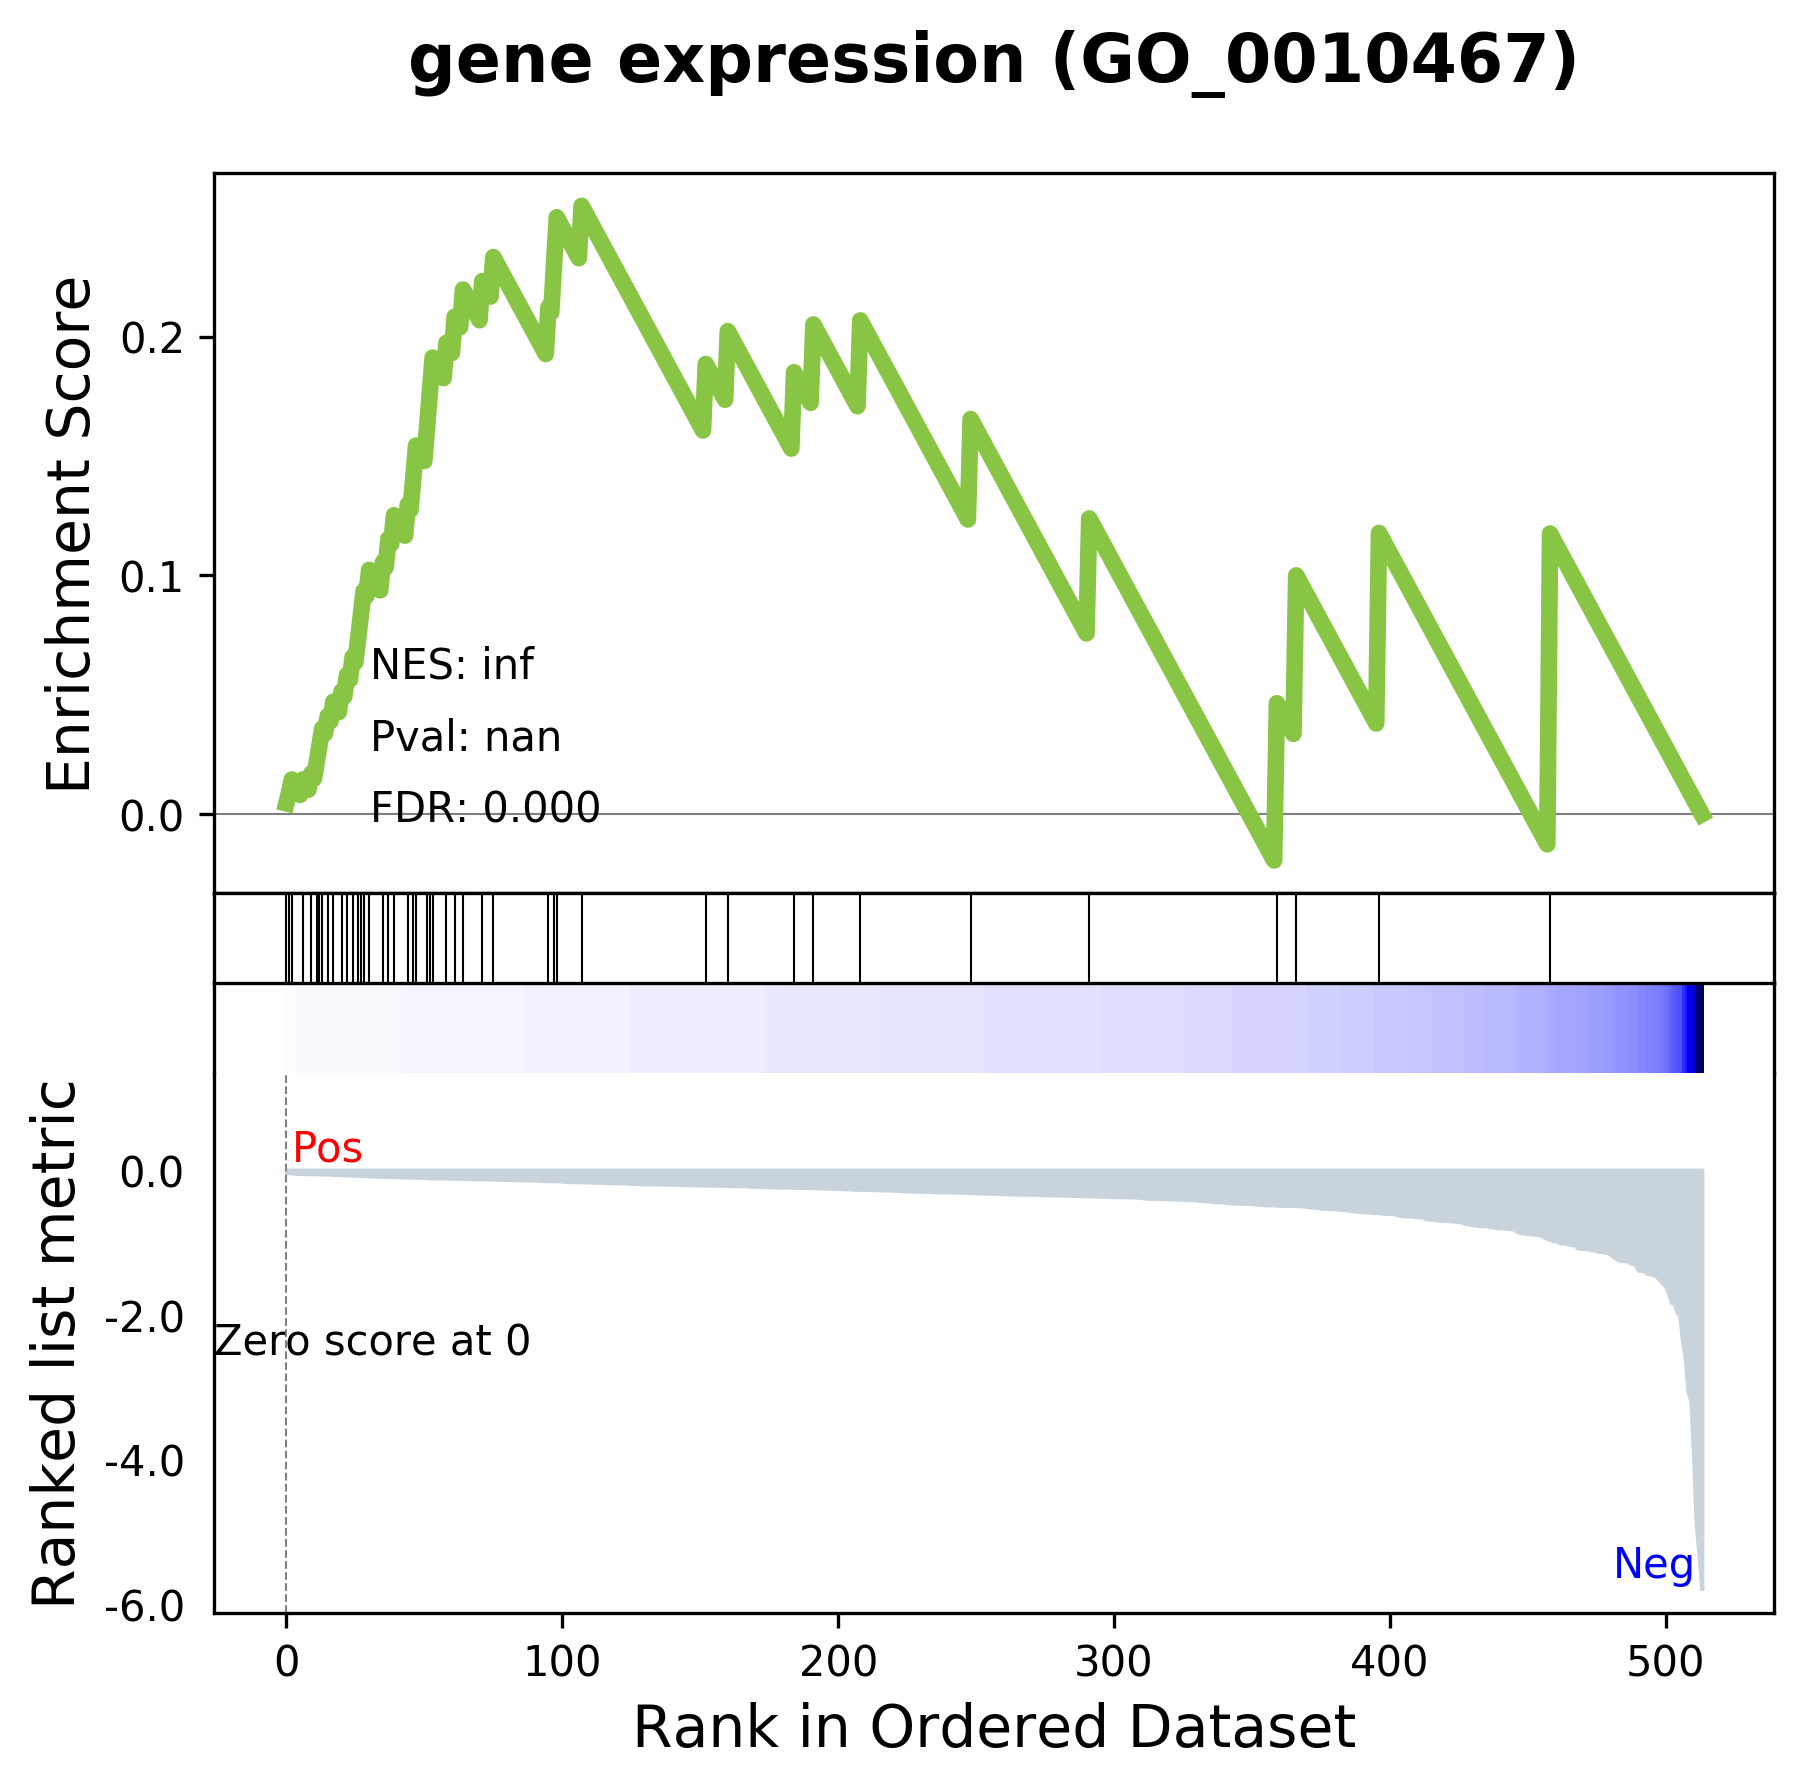 gene expression (GO_0010467)
Enrichment Score
0.2
0.1
0.0
NES: inf
Pval: nan
FDR: 0.000
Ranked list metric
Pos
0.0
-2.0
Zero score at 0
-4.0
Neg
-6.0
0 100 200 300 400 500
Rank in Ordered Dataset